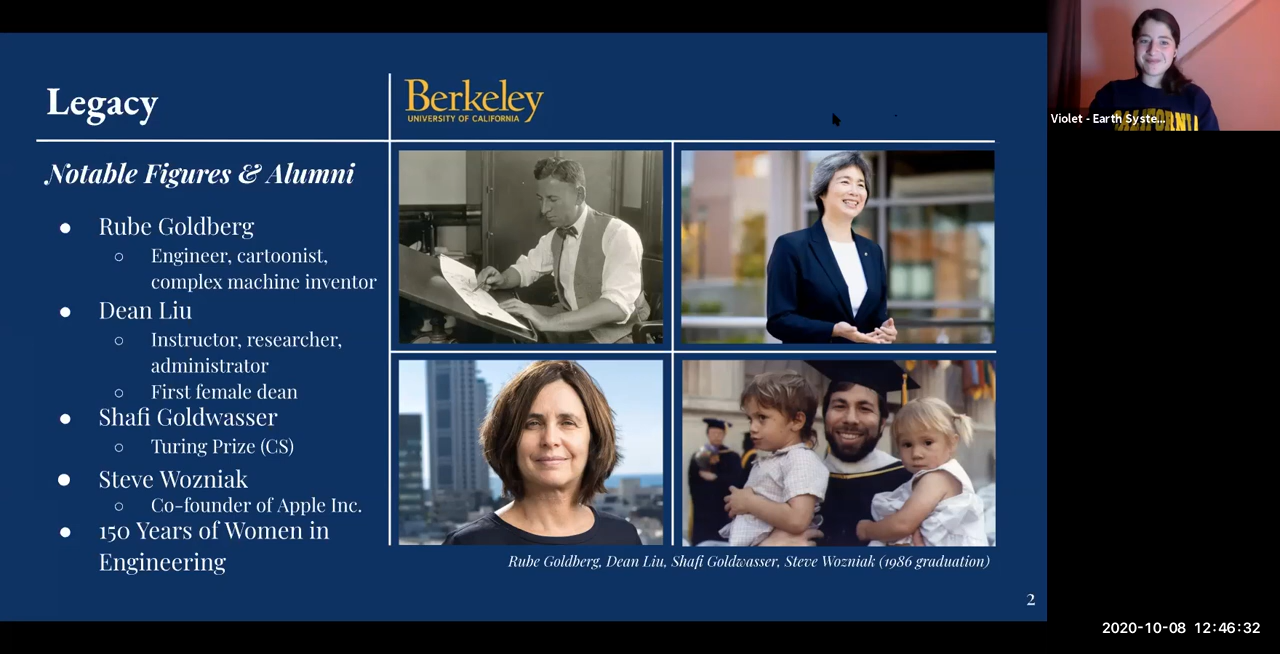 Legacy
Berkeley
UNIVERSITY OF CALIFORNIA
Notable Figures & Alumni
Rube Goldberg
Engineer, cartoonist,
complex machine inventor
Dean Liu
Instructor, researcher,
administrator
First female dean
Shafi Goldwasser
Turing Prize (CS)
Steve Wozniak
Co-founder of Apple Inc.
150 Years of Women in
Engineering
Rube Goldberg, Dean Liu, Shafi Goldwasser, Steve Wozniak (1986 graduation)
2
Violet - Earth Syste...
CALIFORNIA
2020-10-08 12:46:32